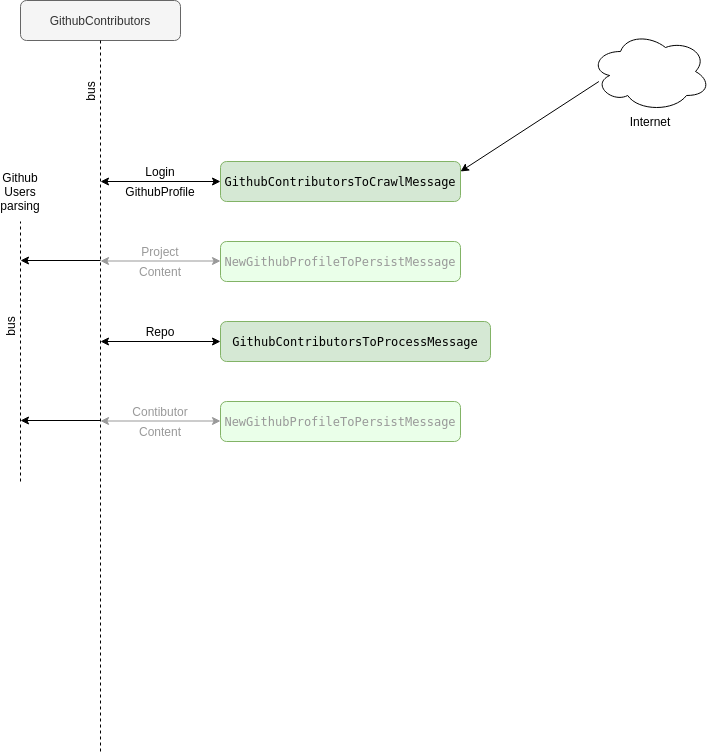 GithubContributors
bus
Internet
Login
GithubContributorsToCrawlMessage
GithubProfile
Github
Users
parsing
Project
NewGithubProfileToPersistMessage
Content
bus
Repo
GithubContributorsToProcessMessage
Contibutor
NewGithubProfileToPersistMessage
Content